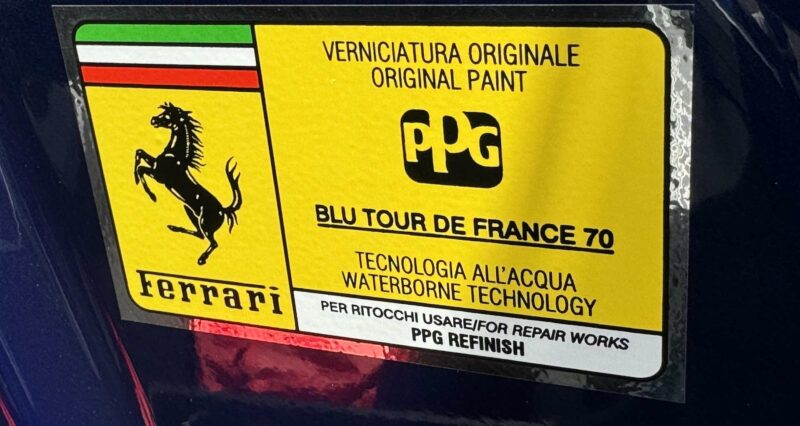 Ferrari
VERNICIATURA ORIGINALE
ORIGINAL PAINT
PPG
BLU TOUR DE FRANCE 70
TECNOLOGIA ALL'ACQUA
WATERBORNE TECHNOLOGY
PER RITOCCHI USARE/FOR REPAIR WORKS
PPG REFINISH